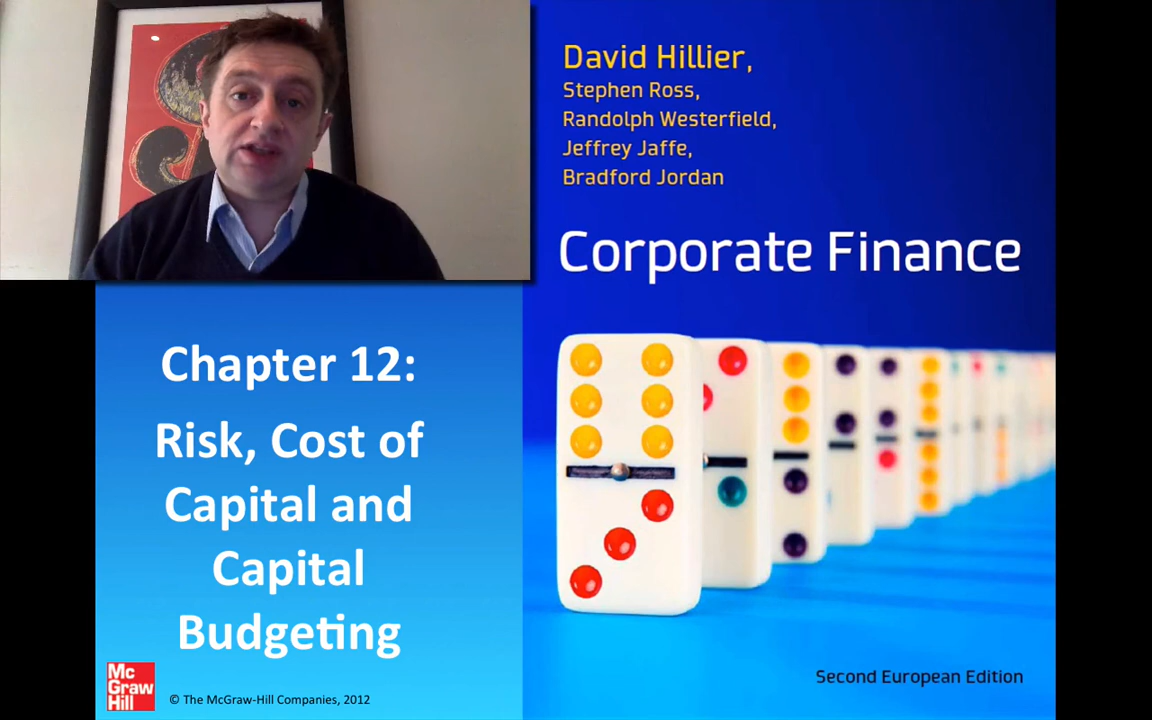 David Hillier,
Stephen Ross,
Randolph Westerfield,
Jeffrey Jaffe,
Bradford Jordan
Corporate Finance
Chapter 12:
Risk, Cost of
Capital and
Capital
Budgeting
Mc
Graw
Hill
© The McGraw-Hill Companies, 2012
Second European Edition